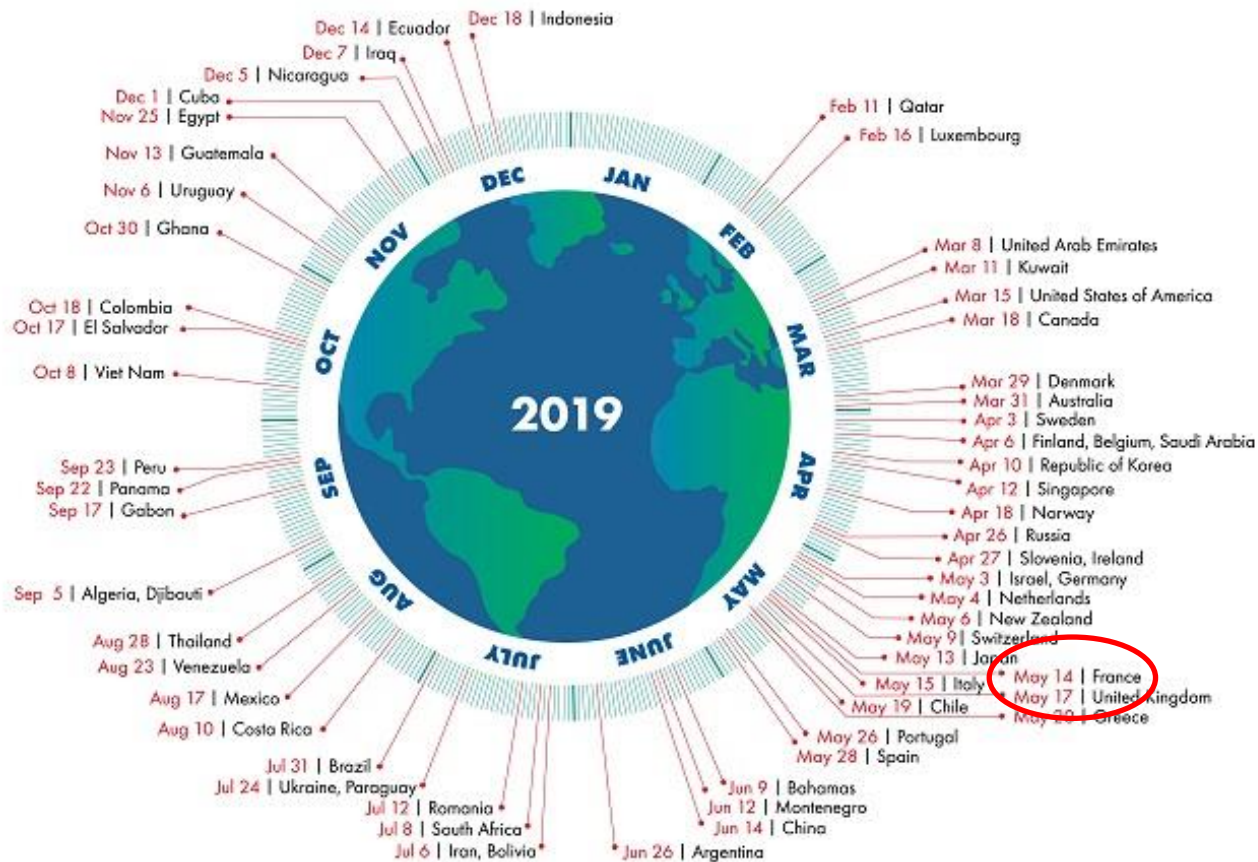 Dec 18 | Indonesia
Dec 14 | Ecuador
Dec 7 | Iraq
Dec 5 | Nicaragua
Dec 1 | Cuba
Nov 25 | Egypt
Nov 13 | Guatemala
Nov 6 | Uruguay
Oct 30 | Ghana
Oct 18 | Colombia
Oct 17 | El Salvador
Oct 8 | Viet Nam
Sep 23 | Peru
Sep 22 | Panama
Sep 17 | Gabon
Sep 5 | Algeria, Djibouti
Aug 28 | Thailand
Aug 23 | Venezuela
Aug 17 | Mexico
Aug 10 | Costa Rica
Jul 31 | Brazil
Jul 24 | Ukraine, Paraguay
Jul 12 | Romania
Jul 8 | South Africa
Jul 6 | Iran, Bolivia
Feb 11 | Qatar
Feb 16 | Luxembourg
Mar 8 | United Arab Emirates
Mar 11 | Kuwait
Mar 15 | United States of America
Mar 18 | Canada
Mar 29 | Denmark
Mar 31 | Australia
Apr 3 | Sweden
Apr 6 | Finland, Belgium, Saudi Arabia
Apr 10 | Republic of Korea
Apr 12 | Singapore
Apr 18 | Norway
Apr 26 | Russia
Apr 27 | Slovenia, Ireland
May 3 | Israel, Germany
May 4 | Netherlands
May 6 | New Zealand
May 9 | Switzerland
May 13 | Japan
May 14 | France
May 15 | Italy
May 17 | United Kingdom
May 19 | Chile
May 20 | Greece
May 26 | Portugal
May 28 | Spain
Jun 9 | Bahamas
Jun 12 | Montenegro
Jun 14 | China
Jun 26 | Argentina
JAN
FEB
MAR
APR
MAY
JUNE
JULY
AUG
SEP
OCT
NOV
DEC
2019